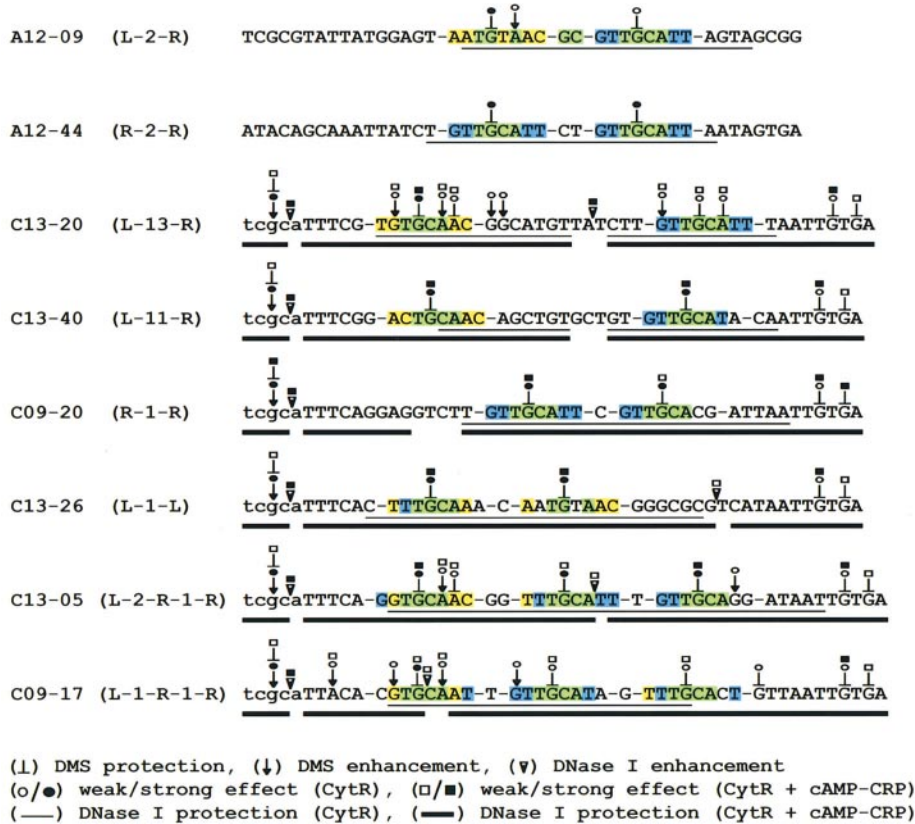 A12-09 (L-2-R) TCGCGTATTATGGAGT-AATGTAAC-GC-GTTGCATT-AGTAGCGG
A12-44 (R-2-R) ATACAGCAAATTATCT-GTTGCATT-CT-GTTGCATT-AATAGTGA
C13-20 (L-13-R) tcgcaTTTCG-TGTGCAAC-GGCATGTTATCTT-GTTGCATT-TAATTGTGA
C13-40 (L-11-R) tcgcaTTTCGG-ACTGCAAC-AGCTGTGCTGT-GTTGCATA-CAATTGTGA
C09-20 (R-1-R) tcgcaTTTCAGGAGGTCTT-GTTGCATT-C-GTTGCACG-ATTAATTGTGA
C13-26 (L-1-L) tcgcaTTTCAC-TTTGCAAA-C-AATGTAAC-GGGCGCGTCATAATTGTGA
C13-05 (L-2-R-1-R) tcgcaTTTCA-GGTGCAAC-GG-TTTGCATT-T-GTTGCAGG-ATAATTGTGA
C09-17 (L-1-R-1-R) tcgcaTTACA-CGTGCAAT-T-GTTGCATA-G-TTTGCACT-GTTAATTGTGA
(⊥) DMS protection, (↓) DMS enhancement, (▼) DNase I enhancement
(○/●) weak/strong effect (CytR), (□/■) weak/strong effect (CytR + cAMP-CRP)
(—) DNase I protection (CytR), (━) DNase I protection (CytR + cAMP-CRP)